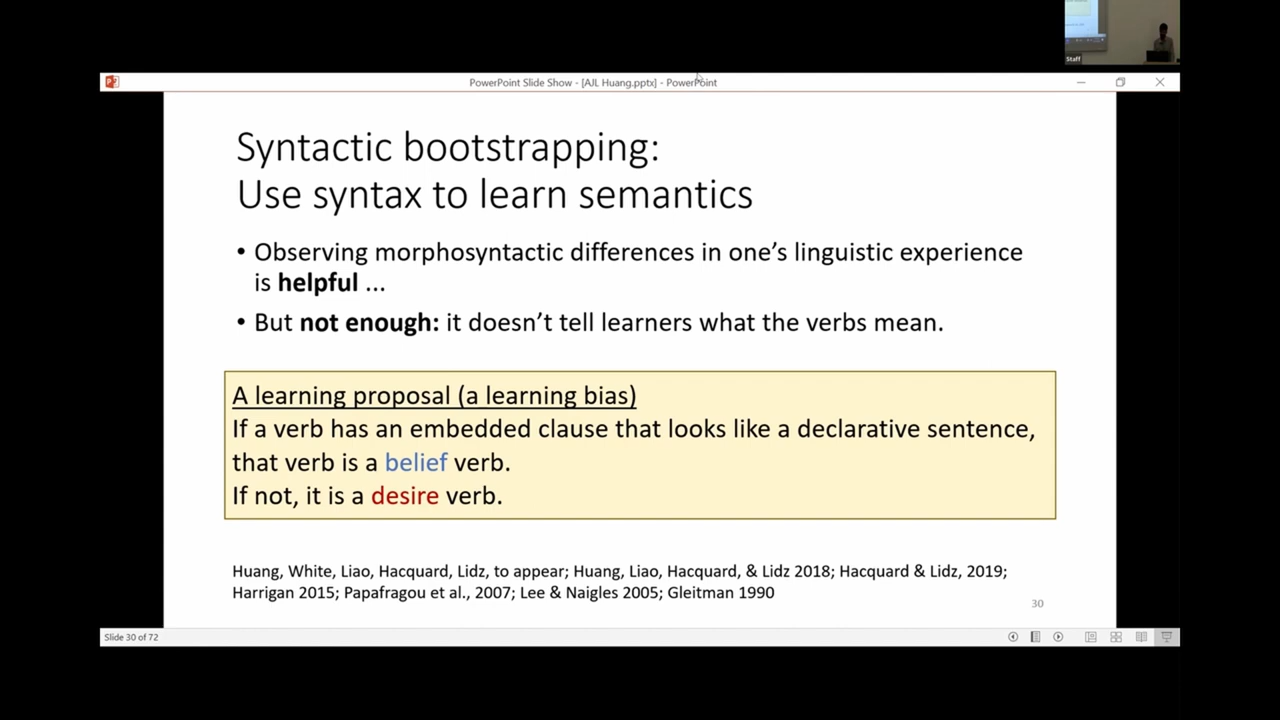 Staff
PowerPoint Slide Show - [AJL Huang.pptx] - PowerPoint
Syntactic bootstrapping:
Use syntax to learn semantics
• Observing morphosyntactic differences in one’s linguistic experience
is helpful ...
• But not enough: it doesn’t tell learners what the verbs mean.
A learning proposal (a learning bias)
If a verb has an embedded clause that looks like a declarative sentence,
that verb is a belief verb.
If not, it is a desire verb.
Huang, White, Liao, Hacquard, Lidz, to appear; Huang, Liao, Hacquard, & Lidz 2018; Hacquard & Lidz, 2019;
Harrigan 2015; Papafragou et al., 2007; Lee & Naigles 2005; Gleitman 1990
30
Slide 30 of 72